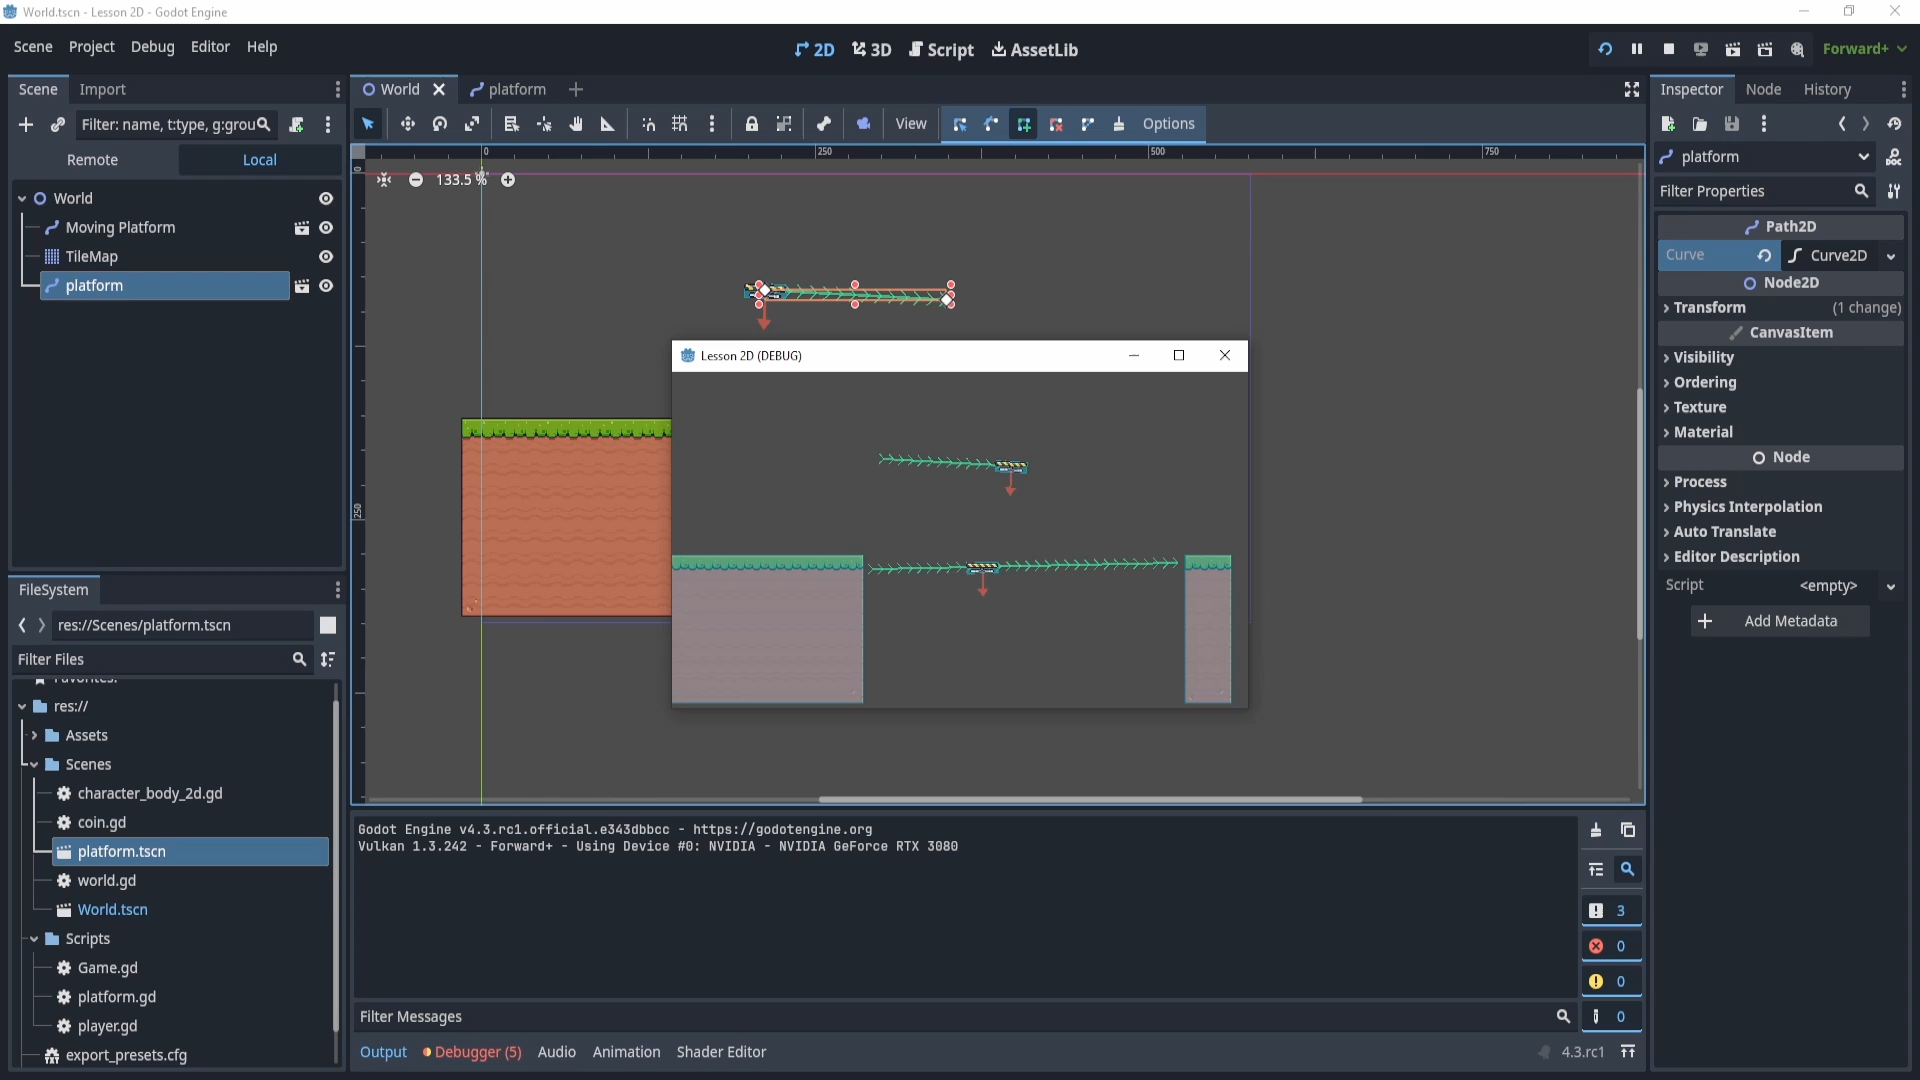 World.tscn - Lesson 2D - Godot Engine
Scene Project Debug Editor Help
2D 3D Script AssetLib
Forward+
Scene Import
Filter: name, t:type, g:grou
Remote Local
World
Moving Platform
TileMap
platform
FileSystem
res://Scenes/platform.tscn
Filter Files
Favorites:
res://
Assets
Scenes
character_body_2d.gd
coin.gd
platform.tscn
world.gd
World.tscn
Scripts
Game.gd
platform.gd
player.gd
export_presets.cfg
World platform
View Options
0 250 500 750
0
250
133.5 %
Lesson 2D (DEBUG)
Godot Engine v4.3.rc1.official.e343dbbcc - https://godotengine.org
Vulkan 1.3.242 - Forward+ - Using Device #0: NVIDIA - NVIDIA GeForce RTX 3080
3
0
0
0
Filter Messages
Output Debugger (5) Audio Animation Shader Editor
4.3.rc1
Inspector Node History
platform
Filter Properties
Path2D
Curve Curve2D
Node2D
Transform (1 change)
CanvasItem
Visibility
Ordering
Texture
Material
Node
Process
Physics Interpolation
Auto Translate
Editor Description
Script <empty>
Add Metadata